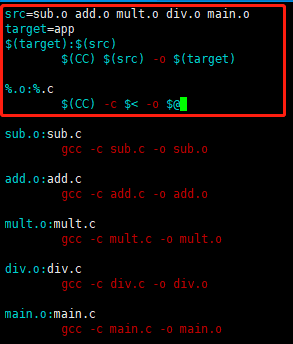 src=sub.o add.o mult.o div.o main.o
target=app
$(target):$(src)
$(CC) $(src) -o $(target)
%.o:%.c
$(CC) -c $< -o $@
sub.o:sub.c
gcc -c sub.c -o sub.o
add.o:add.c
gcc -c add.c -o add.o
mult.o:mult.c
gcc -c mult.c -o mult.o
div.o:div.c
gcc -c div.c -o div.o
main.o:main.c
gcc -c main.c -o main.o